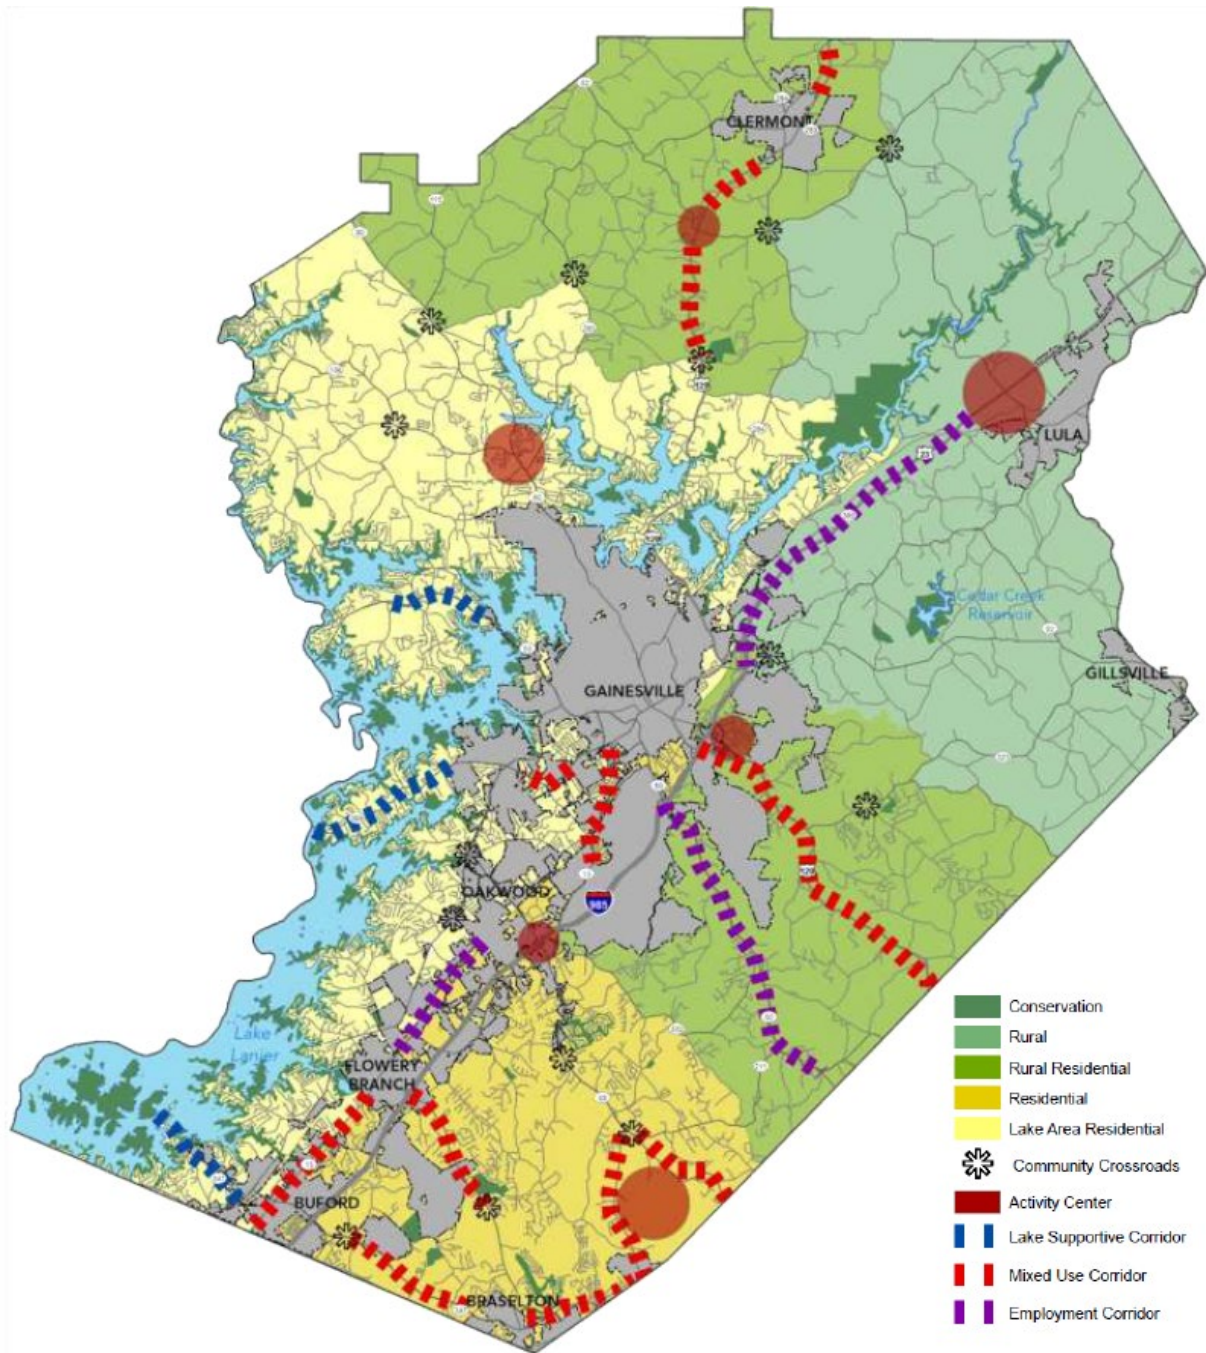 CLERMONT
LULA
Cedar Creek
Reservoir
GILLSVILLE
GAINESVILLE
OAKWOOD
985
Lake
Lanier
FLOWERY
BRANCH
BUFORD
BRASELTON
Conservation
Rural
Rural Residential
Residential
Lake Area Residential
Community Crossroads
Activity Center
Lake Supportive Corridor
Mixed Use Corridor
Employment Corridor